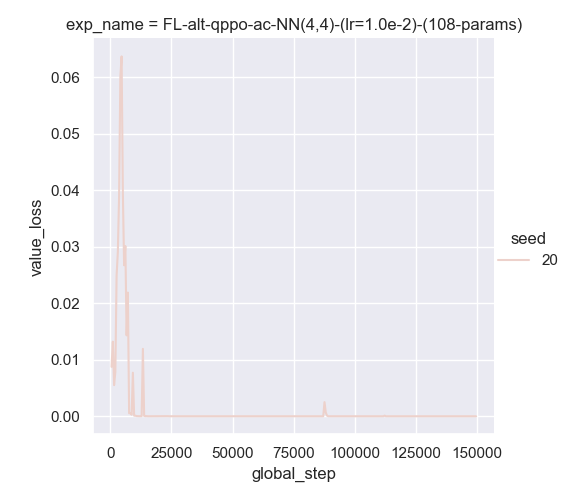 exp_name = FL-alt-qppo-ac-NN(4,4)-(lr=1.0e-2)-(108-params)
0.06
0.05
0.04
0.03
0.02
0.01
0.00
value_loss
0 25000 50000 75000 100000 125000 150000
global_step
seed
20